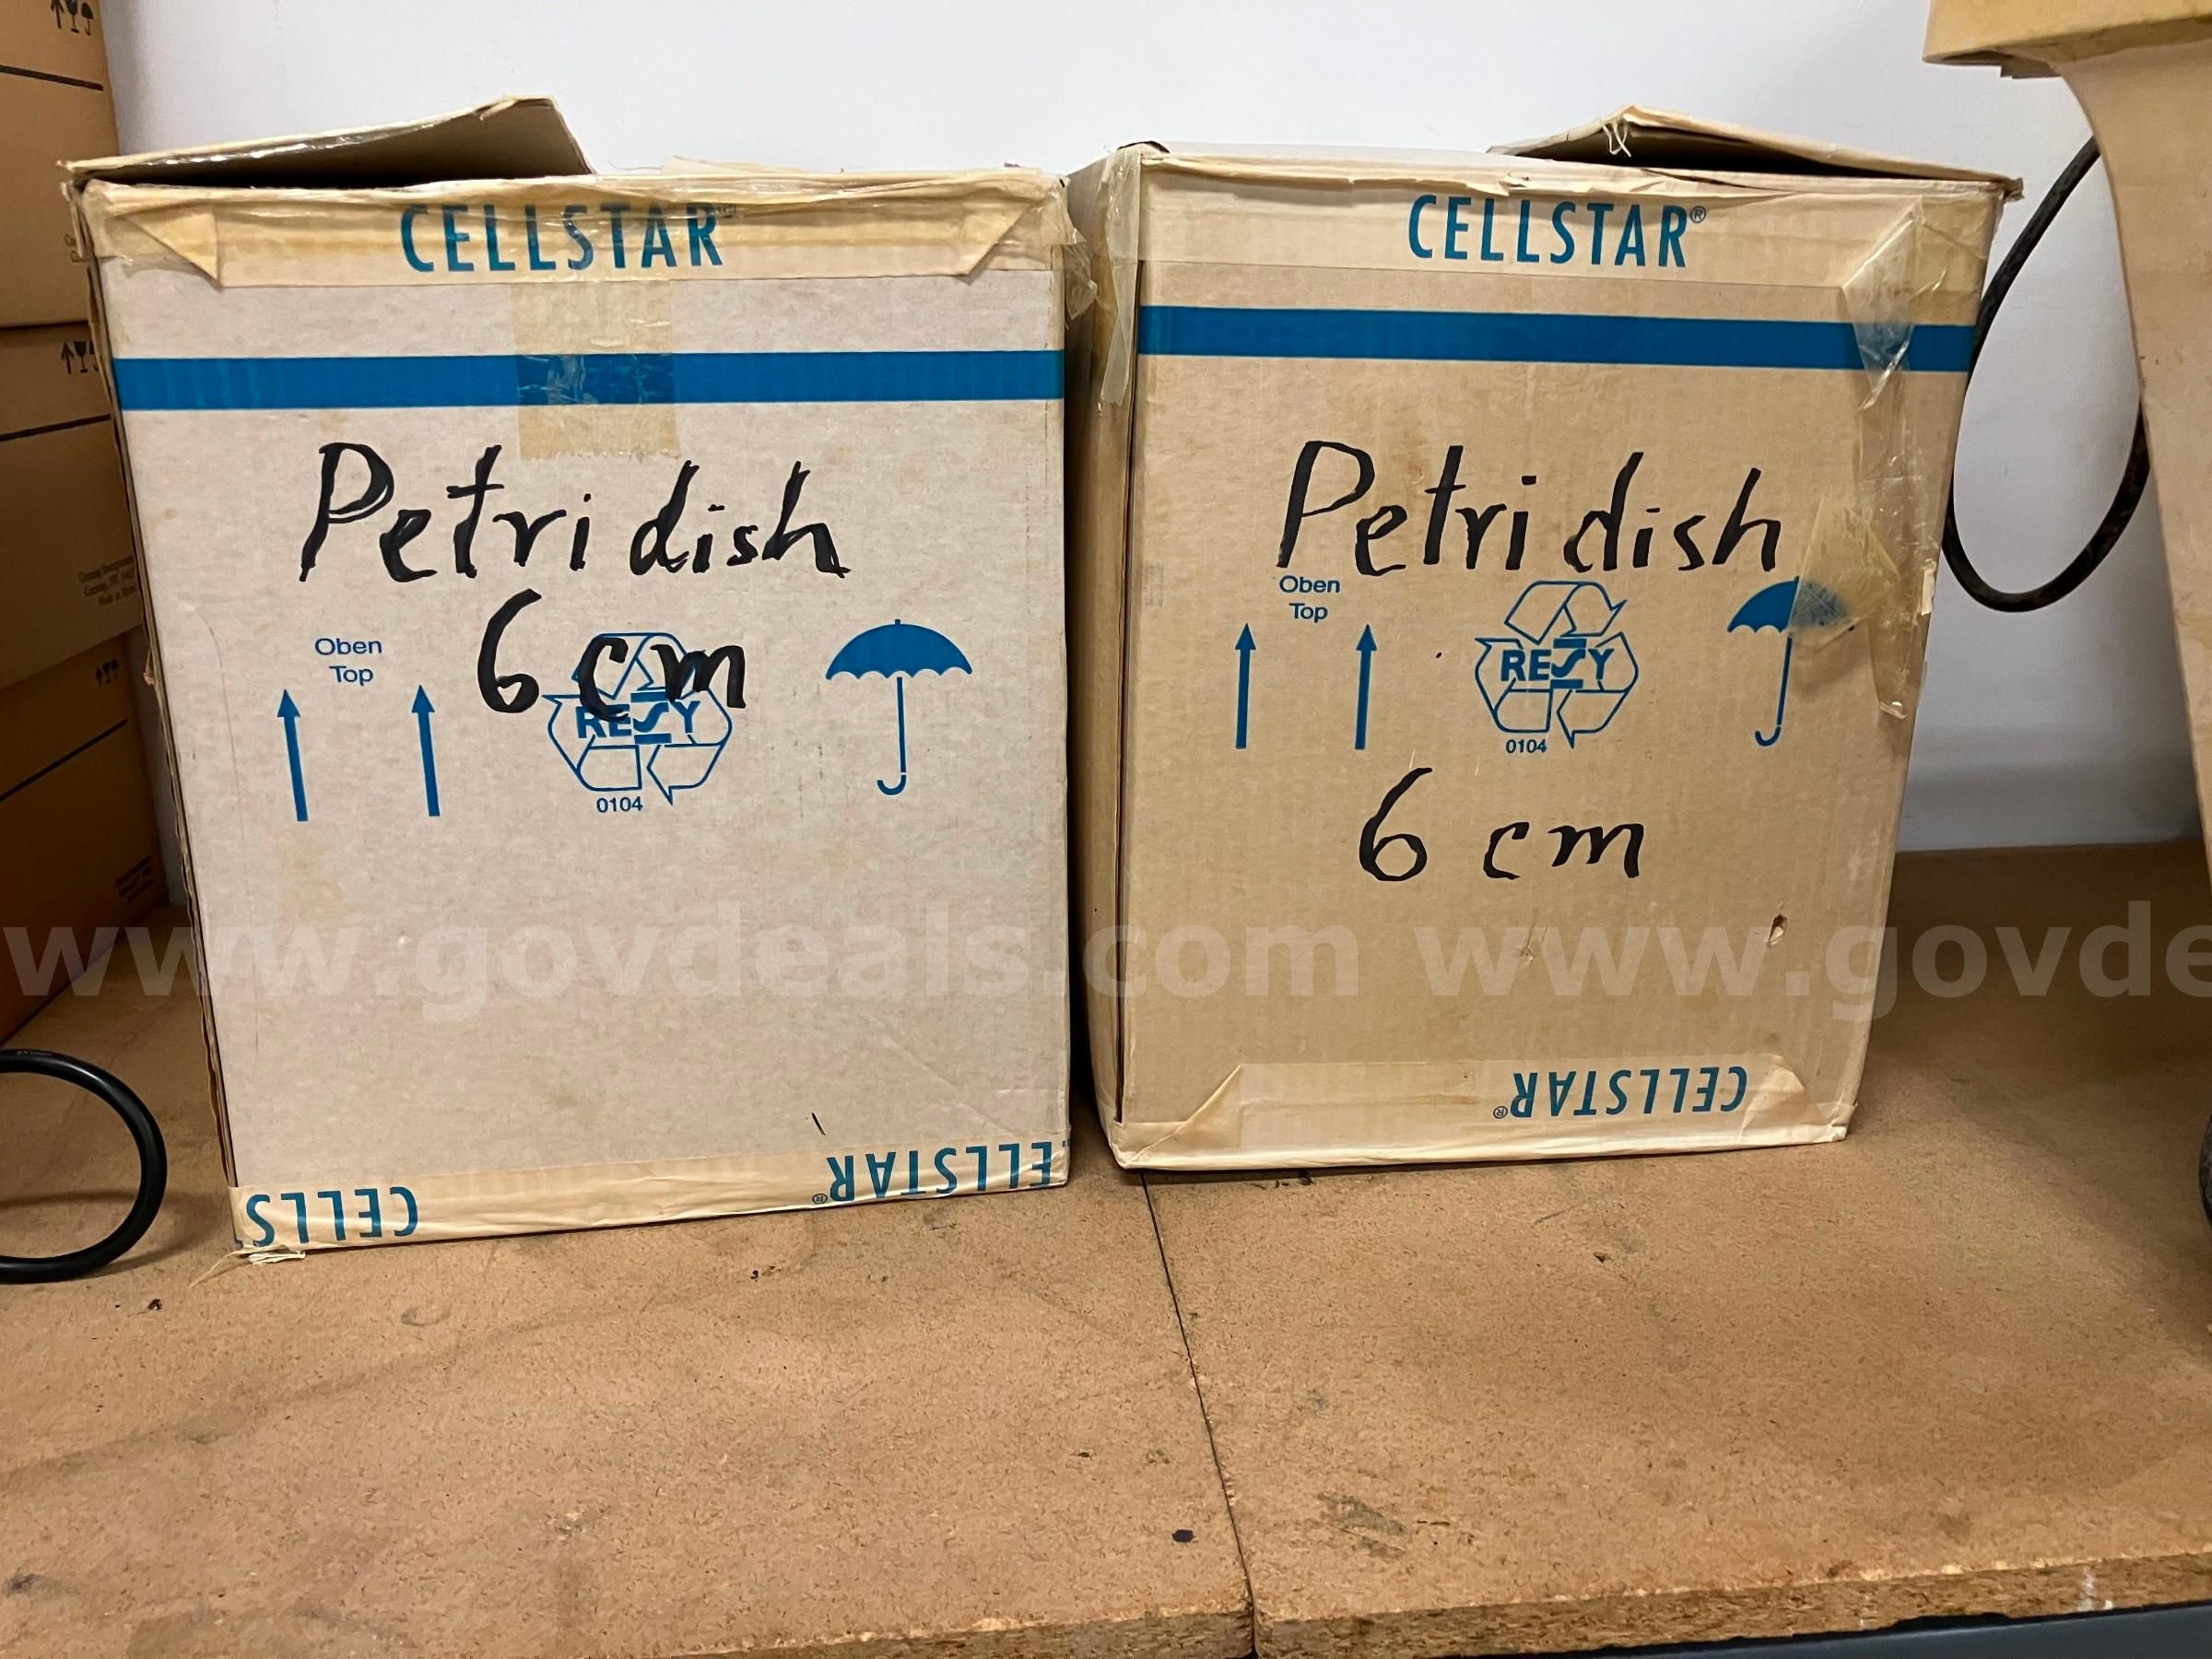 CELLSTAR
Petri dish
6 cm
Oben
Top
RESY
0104
CELLSTAR®
CELLS
CELLSTAR®
Petri dish
Oben
Top
RESY
0104
6 cm
CELLSTAR®
www.govdeals.com www.govde